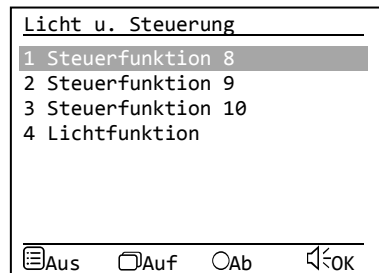 Licht u. Steuerung
1 Steuerfunktion 8
2 Steuerfunktion 9
3 Steuerfunktion 10
4 Lichtfunktion
Aus Auf Ab OK